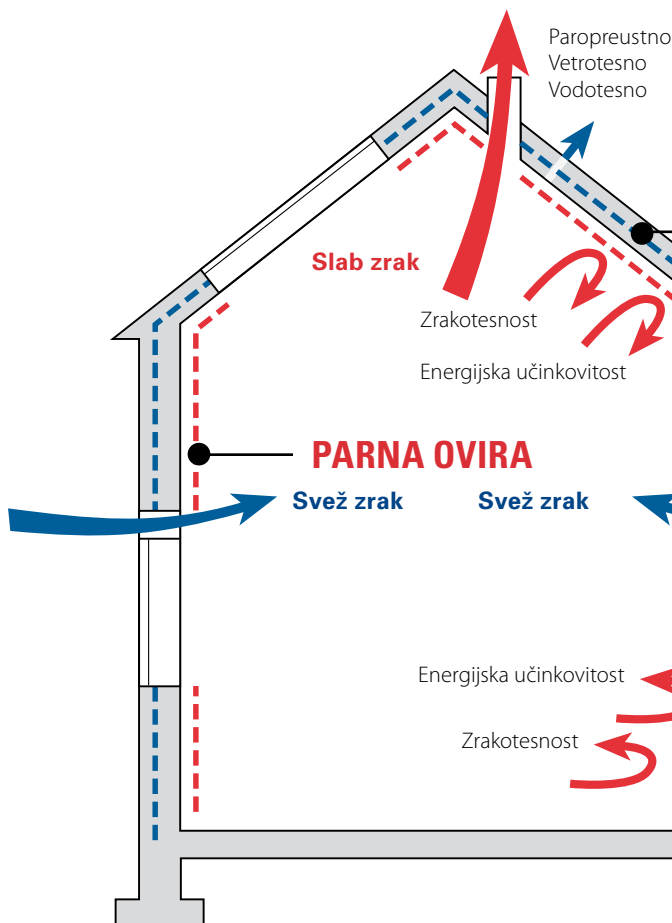 Paropreustno
Vetrotesno
Vodotesno
Slab zrak
Zrakotesnost
Energijska učinkovitost
PARNA OVIRA
Svež zrak
Svež zrak
Energijska učinkovitost
Zrakotesnost